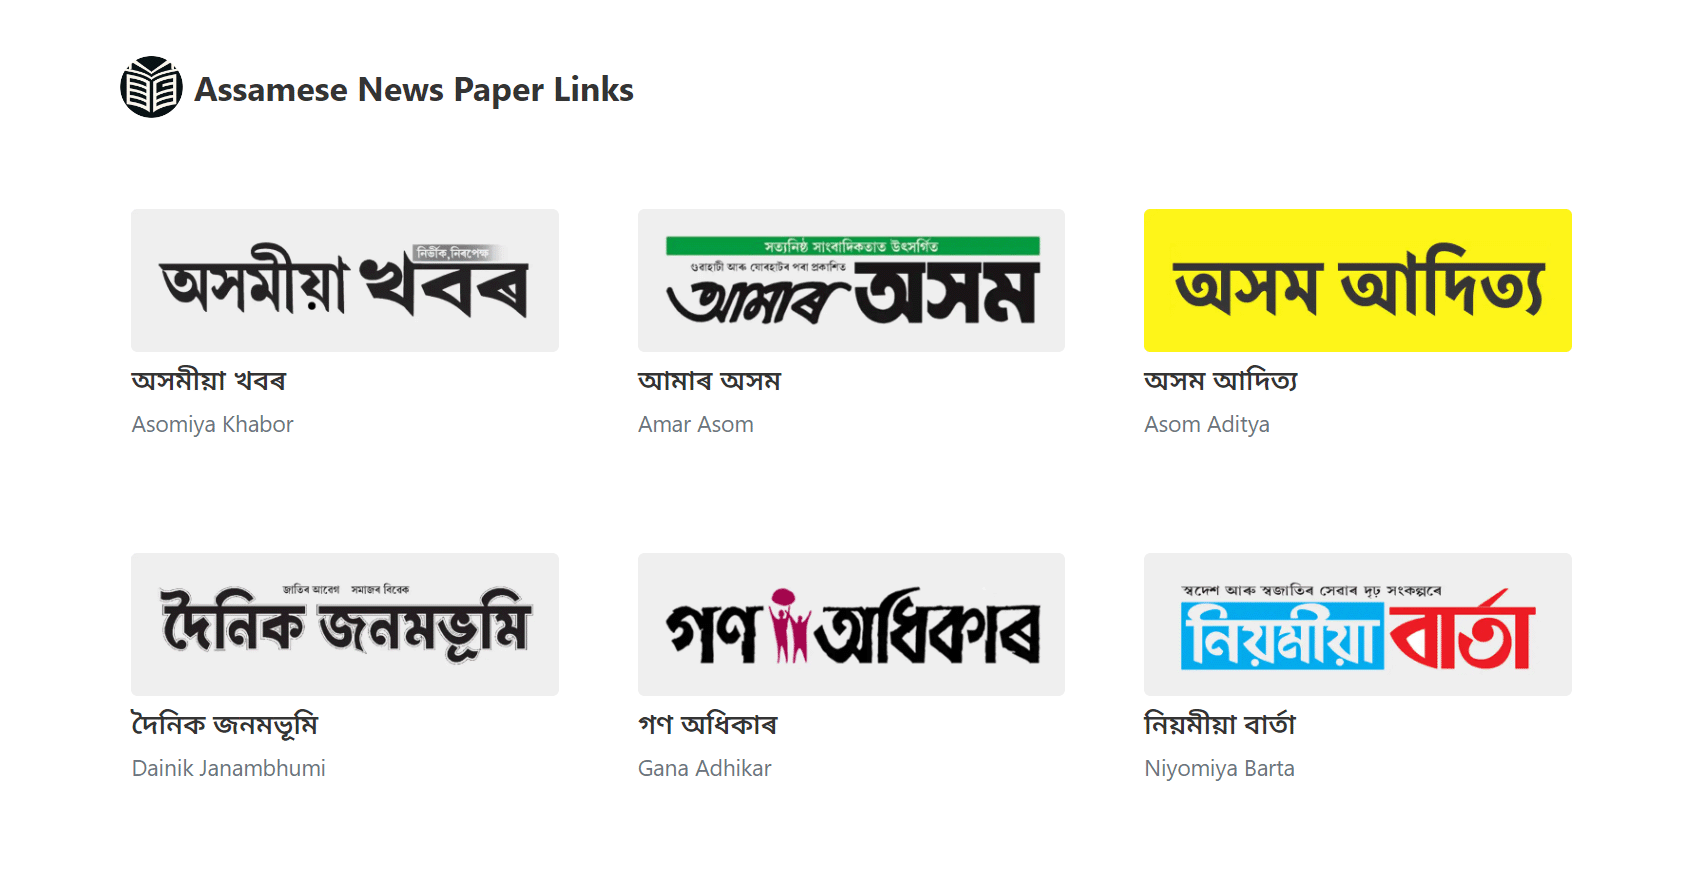 Assamese News Paper Links
নিৰ্ভীক,নিৰপেক্ষ
অসমীয়া খবৰ
অসমীয়া খবৰ
Asomiya Khabor
সত্যনিষ্ঠ সাংবাদিকতাত উৎসৰ্গিত
গুৱাহাটী আৰু যোৰহাটৰ পৰা প্ৰকাশিত
আমাৰ অসম
আমাৰ অসম
Amar Asom
অসম আদিত্য
অসম আদিত্য
Asom Aditya
জাতিৰ আৱেগ সমাজৰ বিবেক
দৈনিক জনমভূমি
দৈনিক জনমভূমি
Dainik Janambhumi
গণ অধিকাৰ
গণ অধিকাৰ
Gana Adhikar
স্বদেশ আৰু স্বজাতিৰ সেৱাৰ দৃঢ় সংকল্পৰে
নিয়মীয়া বাৰ্তা
নিয়মীয়া বাৰ্তা
Niyomiya Barta